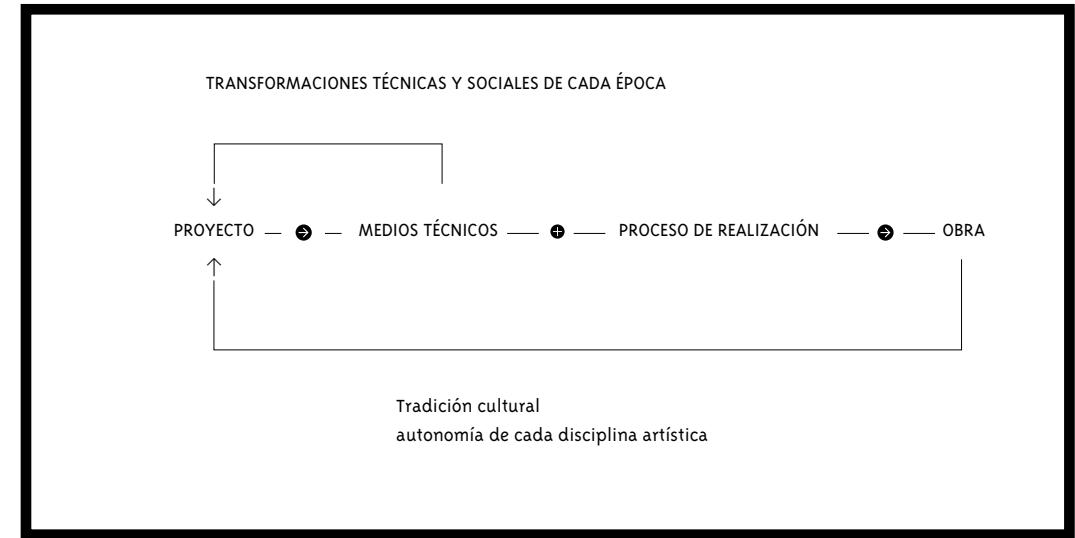 TRANSFORMACIONES TÉCNICAS Y SOCIALES DE CADA ÉPOCA
PROYECTO MEDIOS TÉCNICOS PROCESO DE REALIZACIÓN OBRA
Tradición cultural
autonomía de cada disciplina artística